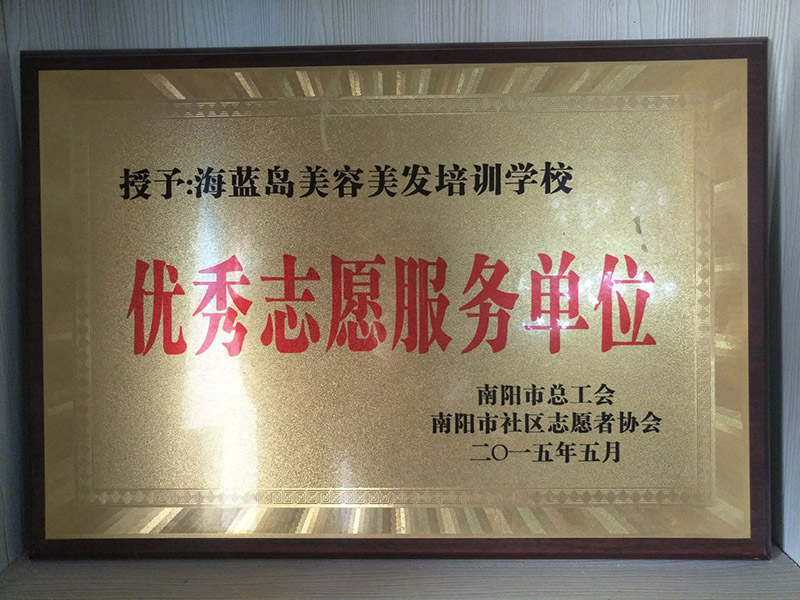 授予:海蓝岛美容美发培训学校
优秀志愿服务单位
南阳市总工会
南阳市社区志愿者协会
二〇一五年五月